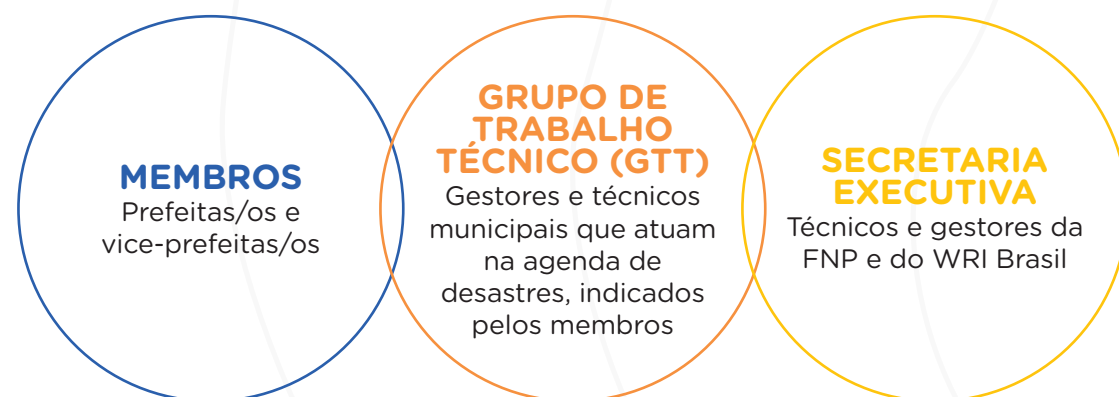 MEMBROS
Prefeitas/os e
vice-prefeitas/os
GRUPO DE
TRABALHO
TÉCNICO (GTT)
Gestores e técnicos
municipais que atuam
na agenda de
desastres, indicados
pelos membros
SECRETARIA
EXECUTIVA
Técnicos e gestores da
FNP e do WRI Brasil